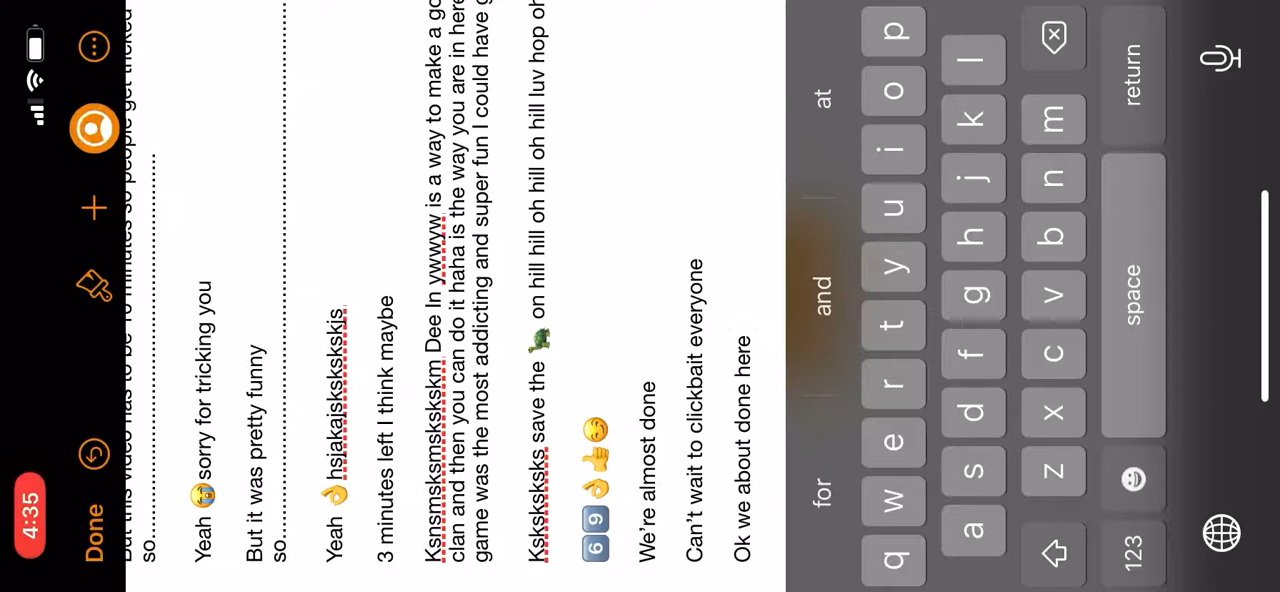 4:35
Done
But this video has to be 10 minutes so people get tricked
so
Yeah 😭 sorry for tricking you
But it was pretty funny
so
Yeah 👌 hsjakajsksksksks
3 minutes left I think maybe
Ksnsmsksmsksksksm Dee In ywwyw is a way to make a go
clan and then you can do it haha is the way you are in here
game was the most addicting and super fun I could have g
Ksksksksks save the 🐢 on hill hill oh hill oh hill oh hill luv hop oh
6️⃣9️⃣👌👍😌
We're almost done
Can't wait to clickbait everyone
Ok we about done here
for and at
q w e r t y u i o p
a s d f g h j k l
z x c v b n m
123 space return